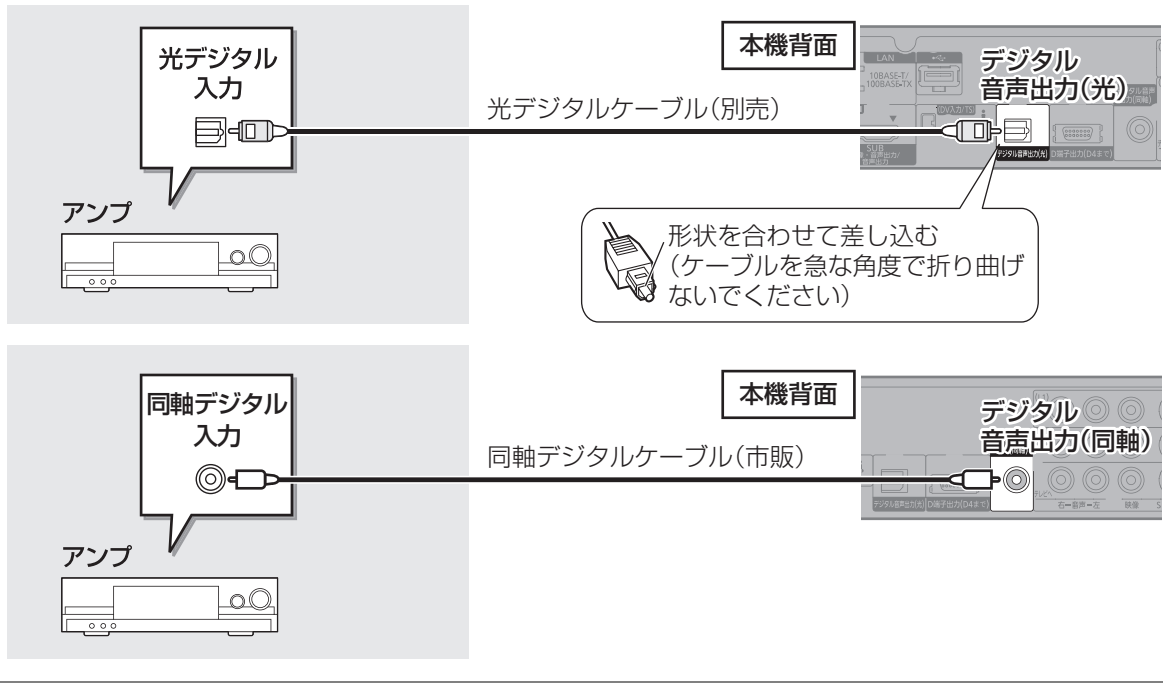 光デジタル
入力
アンプ
光デジタルケーブル（別売）
本機背面
LAN
10BASE-T/
100BASE-TX
SUB
デジタル
音声出力（光）
デジタル音声出力(光)
D端子出力(D4まで)
形状を合わせて差し込む
（ケーブルを急な角度で折り曲げ
ないでください）
同軸デジタル
入力
アンプ
同軸デジタルケーブル（市販）
本機背面
デジタル
音声出力（同軸）
デジタル音声出力(光)
D端子出力(D4まで)
右ー音声ー左
映像